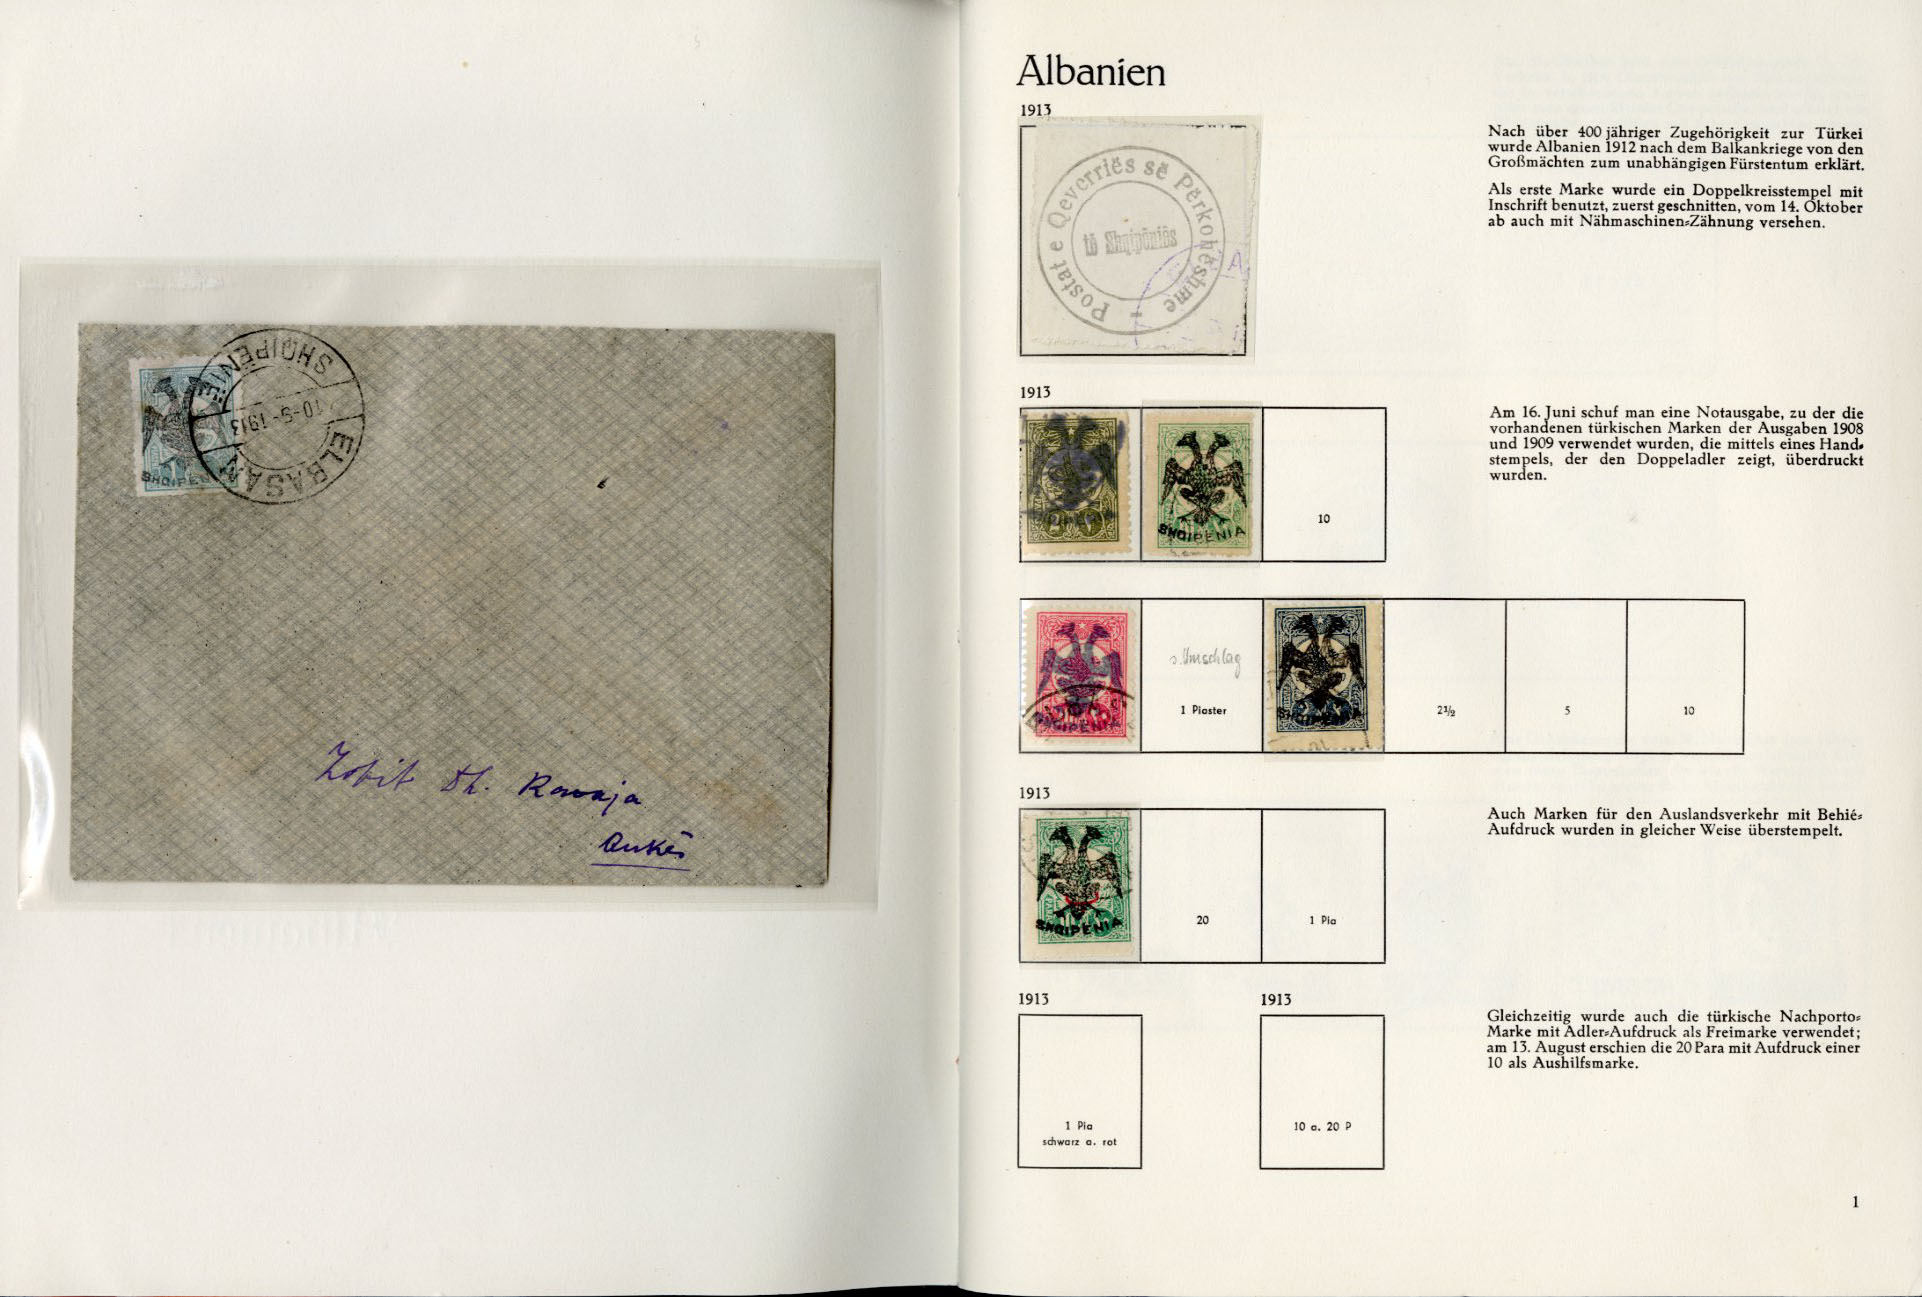 SHQIPENIË
10-9-1913
ELBASAN
SHQIPEN
Dh. Kavaja
Albanien
1913
Postat e Qeverriës së Përkohëshme
të Shqipëniës
Nach über 400 jähriger Zugehörigkeit zur Türkei
wurde Albanien 1912 nach dem Balkankriege von den
Großmächten zum unabhängigen Fürstentum erklärt.
Als erste Marke wurde ein Doppelkreisstempel mit
Inschrift benutzt, zuerst geschnitten, vom 14. Oktober
ab auch mit Nähmaschinen-Zähnung versehen.
1913
SHQIPENIA
10
Am 16. Juni schuf man eine Notausgabe, zu der die
vorhandenen türkischen Marken der Ausgaben 1908
und 1909 verwendet wurden, die mittels eines Hand-
stempels, der den Doppeladler zeigt, überdruckt
wurden.
SHQIPENIA
s. Umschlag
1 Piaster
SHQIPENIA
2½
5
10
1913
SHQIPENIA
20
1 Pia
Auch Marken für den Auslandsverkehr mit Behié-
Aufdruck wurden in gleicher Weise überstempelt.
1913
1 Pia
schwarz a. rot
1913
10 a. 20 P
Gleichzeitig wurde auch die türkische Nachporto-
Marke mit Adler-Aufdruck als Freimarke verwendet;
am 13. August erschien die 20 Para mit Aufdruck einer
10 als Aushilfsmarke.
1